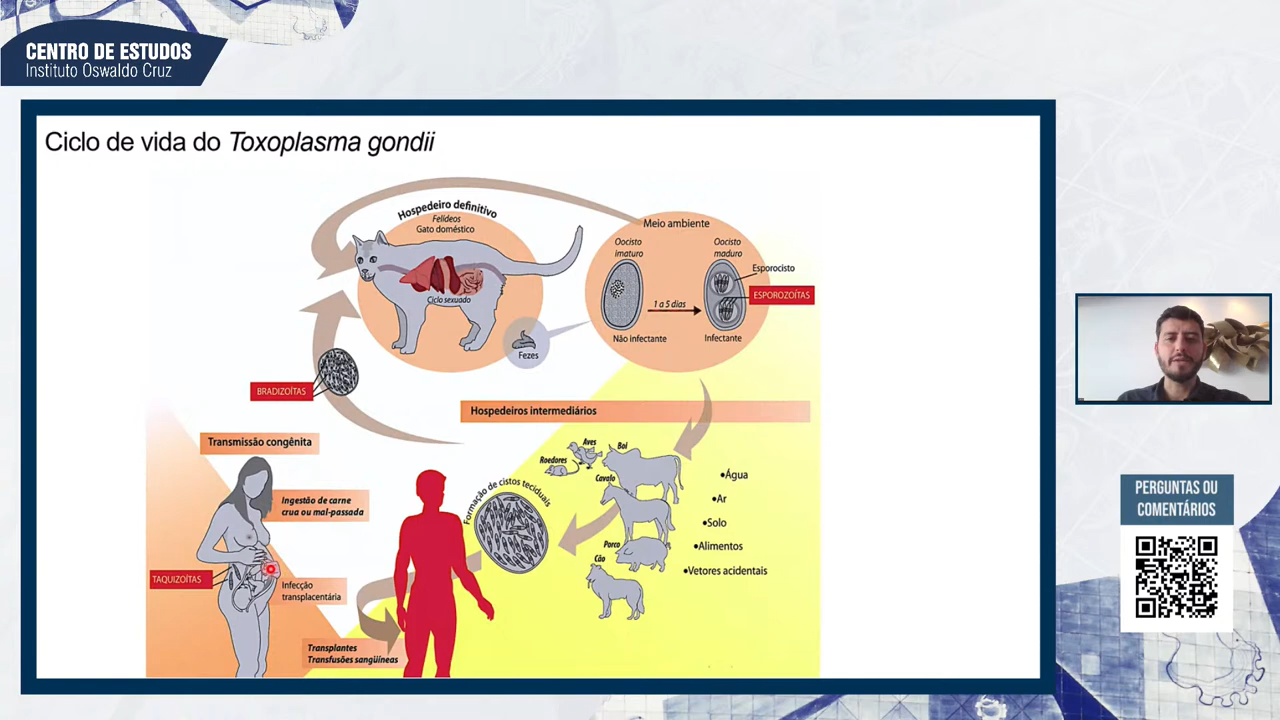 CENTRO DE ESTUDOS
Instituto Oswaldo Cruz
Ciclo de vida do Toxoplasma gondii
Hospedeiro definitivo
Felídeos
Gato doméstico
Ciclo sexuado
Fezes
Meio ambiente
Oocisto
imaturo
Oocisto
maduro
Esporocisto
ESPOROZOÍTAS
1 a 5 dias
Não infectante
Infectante
BRADIZOÍTAS
Hospedeiros intermediários
Transmissão congênita
Ingestão de carne
crua ou mal-passada
TAQUIZOÍTAS
Infecção
transplacentária
Transplantes
Transfusões sangüíneas
Formação de cistos teciduais
Aves
Roedores
Boi
Cavalo
Porco
Cão
•Água
•Ar
•Solo
•Alimentos
•Vetores acidentais
PERGUNTAS OU
COMENTÁRIOS